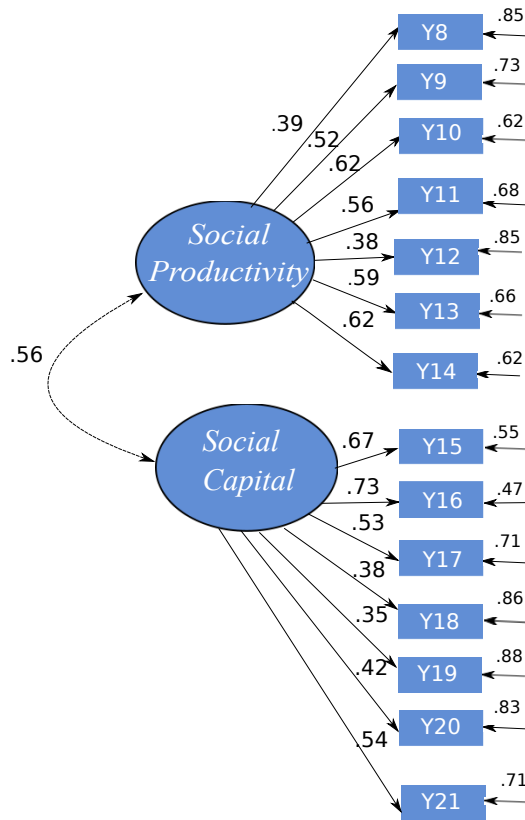 .85
Y8
.73
Y9
.39
.52
.62
Y10
.62
.68
Y11
.56
Social
Productivity
.38
.85
Y12
.59
.66
Y13
.62
.62
Y14
.56
Social
Capital
.67
.55
Y15
.73
.47
Y16
.53
.71
Y17
.38
.86
Y18
.35
.88
Y19
.42
.83
Y20
.54
.71
Y21